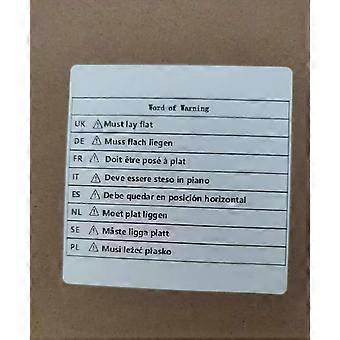 Word of Warning
UK ⚠ Must lay flat
DE ⚠ Muss flach liegen
FR ⚠ Doit être posé à plat
IT ⚠ Deve essere steso in piano
ES ⚠ Debe quedar en posición horizontal
NL ⚠ Moet plat liggen
SE ⚠ Måste ligga platt
PL ⚠ Musi leżeć płasko